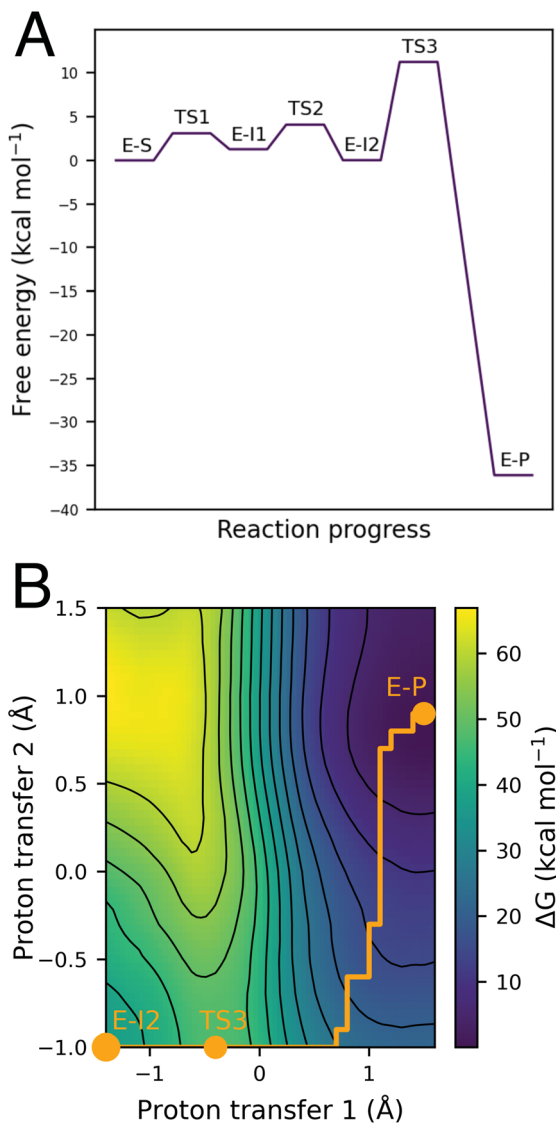 A
TS3
10
TS2
TS1
5
E-I1
E-S
E-I2
0
−5
−10
−15
−20
−25
−30
E-P
−35
−40
Free energy (kcal mol⁻¹)
Reaction progress
B
1.5
60
E-P
1.0
50
0.5
40
0.0
30
20
−0.5
10
E-I2
TS3
−1.0
−1
0
1
Proton transfer 2 (Å)
ΔG (kcal mol⁻¹)
Proton transfer 1 (Å)